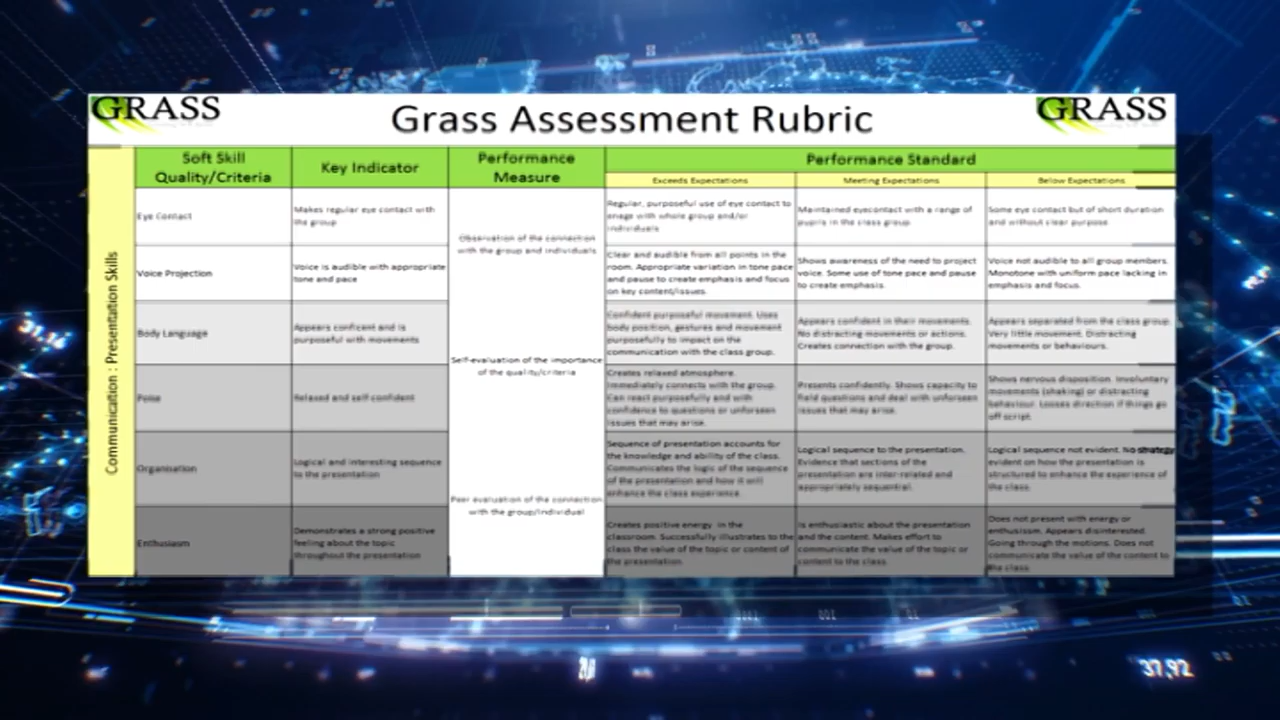 GRASS
Grass Assessment Rubric
GRASS
Soft Skill
Quality/Criteria
Key Indicator
Performance
Measure
Performance Standard
Exceeds Expectations
Meeting Expectations
Below Expectations
Communication : Presentation Skills
Eye Contact
Makes regular eye contact with
the group
Observation of the connection
with the group and individuals
Regular, purposeful use of eye contact to
enage with whole group and/or
individuals
Maintained eyecontact with a range of
pupils in the class group
Some eye contact but of short duration
and without clear purpose
Voice Projection
Voice is audible with appropriate
tone and pace
Clear and audible from all points in the
room. Appropriate variation in tone pace
and pause to create emphasis and focus
on key content/issues.
Shows awareness of the need to project
voice. Some use of tone pace and pause
to create emphasis.
Voice not audible to all group members.
Monotone with uniform pace lacking in
emphasis and focus.
Body Language
Appears conficent and is
purposeful with movements
Self-evaluation of the importance
of the quality/criteria
Confident purposeful movement. Uses
body position, gestures and movement
purposefully to impact on the
communication with the class group.
Appears confident in their movements.
No distracting movements or actions.
Creates connection with the group.
Appears separated from the class group.
Very little movement. Distracting
movements or behaviours.
Poise
Relaxed and self confident
Creates relaxed atmosphere.
Immediately connects with the group.
Can react purposfully and with
confidence to questions or unforseen
issues that may arise.
Presents confidently. Shows capacity to
field questions and deal with unforseen
issues that may arise.
Shows nervous disposition. Involuntary
movements (shaking) or distracting
behaviour. Looses direction if things go
off script.
Organisation
Logical and interesting sequence
to the presentation
Peer evaluation of the connection
with the group/individual
Sequence of presentation accounts for
the knowledge and ability of the class.
Communicates the logic of the sequence
of the presentation and how it will
enhance the class experience.
Logical sequence to the presentation.
Evidence that sections of the
presentation are inter-related and
appropriately sequential.
Logical sequence not evident. No strategy
evident on how the presentation is
structured to enhance the experience of
the class.
Enthusiasm
Demonstrates a strong positive
feeling about the topic
throughout the presentation
Creates positive energy in the
classroom. Successfully illustrates to the
class the value of the topic or content of
the presentation.
Is enthusiastic about the presentation
and the content. Makes effort to
communicate the value of the topic or
content to the class.
Does not present with energy or
enthusism. Appears disinterested.
Going through the motions. Does not
communicate the value of the content to
the class.
37,92